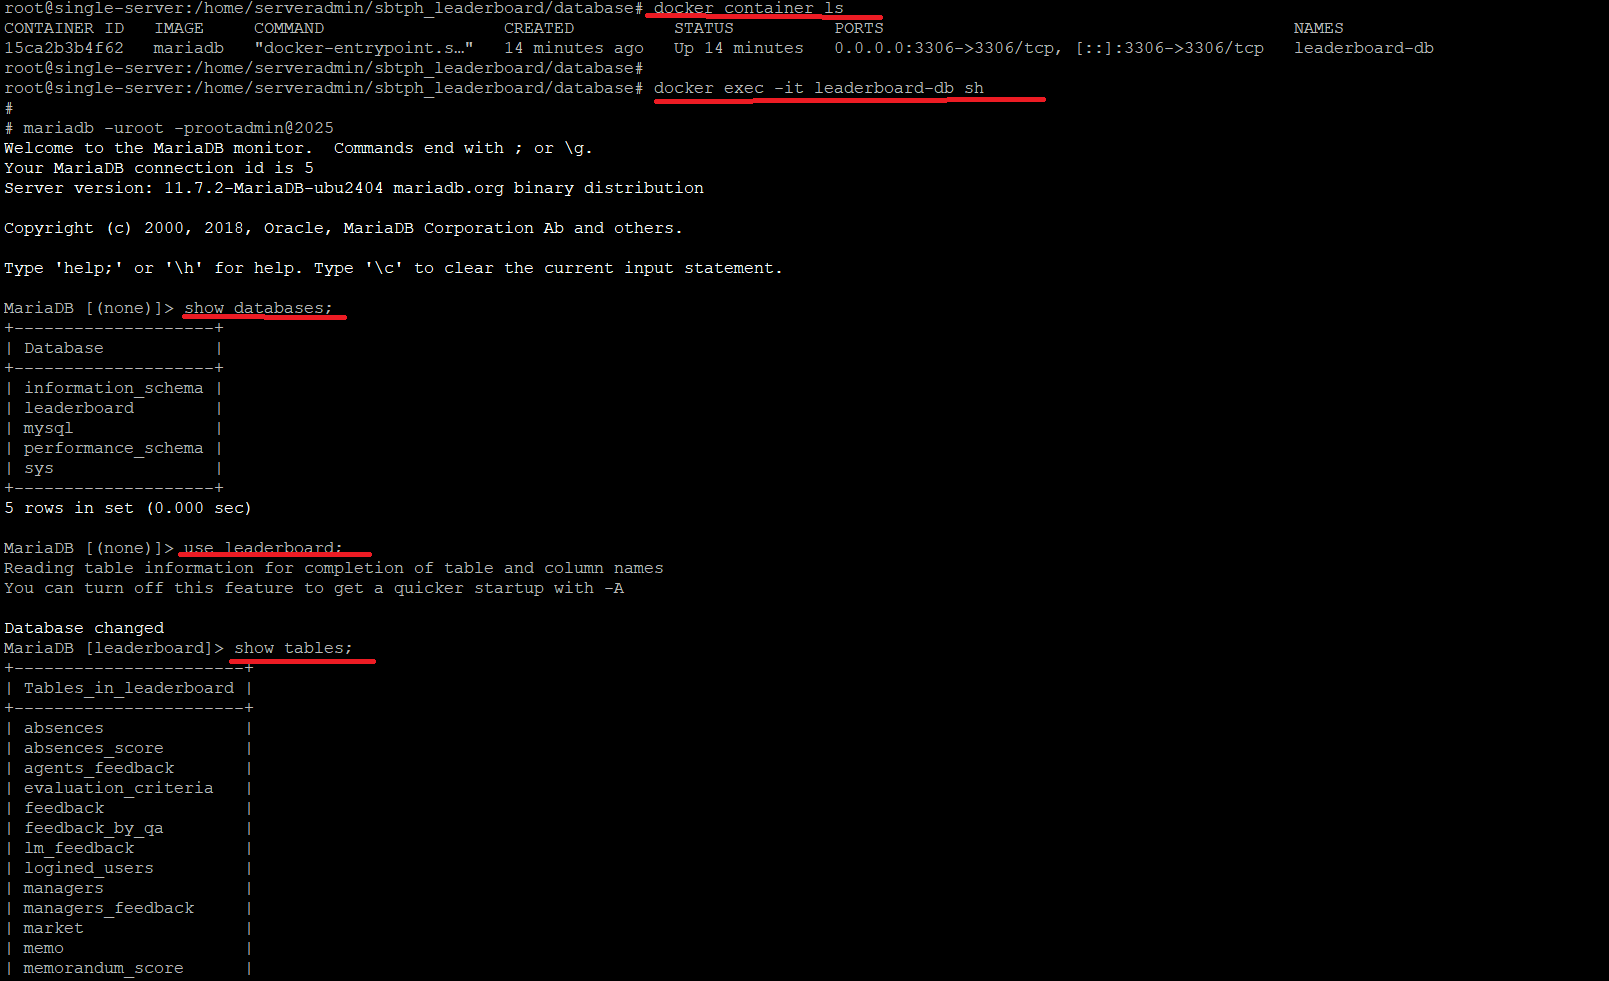 root@single-server:/home/serveradmin/sbtph_leaderboard/database# docker container ls
CONTAINER ID   IMAGE     COMMAND                  CREATED          STATUS          PORTS                                         NAMES
15ca2b3b4f62   mariadb   "docker-entrypoint.s…"   14 minutes ago   Up 14 minutes   0.0.0.0:3306->3306/tcp, [::]:3306->3306/tcp   leaderboard-db
root@single-server:/home/serveradmin/sbtph_leaderboard/database#
root@single-server:/home/serveradmin/sbtph_leaderboard/database# docker exec -it leaderboard-db sh
#
# mariadb -uroot -prootadmin@2025
Welcome to the MariaDB monitor.  Commands end with ; or \g.
Your MariaDB connection id is 5
Server version: 11.7.2-MariaDB-ubu2404 mariadb.org binary distribution
Copyright (c) 2000, 2018, Oracle, MariaDB Corporation Ab and others.
Type 'help;' or '\h' for help. Type '\c' to clear the current input statement.
MariaDB [(none)]> show databases;
+--------------------+
| Database           |
+--------------------+
| information_schema |
| leaderboard        |
| mysql              |
| performance_schema |
| sys                |
+--------------------+
5 rows in set (0.000 sec)
MariaDB [(none)]> use leaderboard;
Reading table information for completion of table and column names
You can turn off this feature to get a quicker startup with -A
Database changed
MariaDB [leaderboard]> show tables;
+-----------------------+
| Tables_in_leaderboard |
+-----------------------+
| absences              |
| absences_score        |
| agents_feedback       |
| evaluation_criteria   |
| feedback              |
| feedback_by_qa        |
| lm_feedback           |
| logined_users         |
| managers              |
| managers_feedback     |
| market                |
| memo                  |
| memorandum_score      |